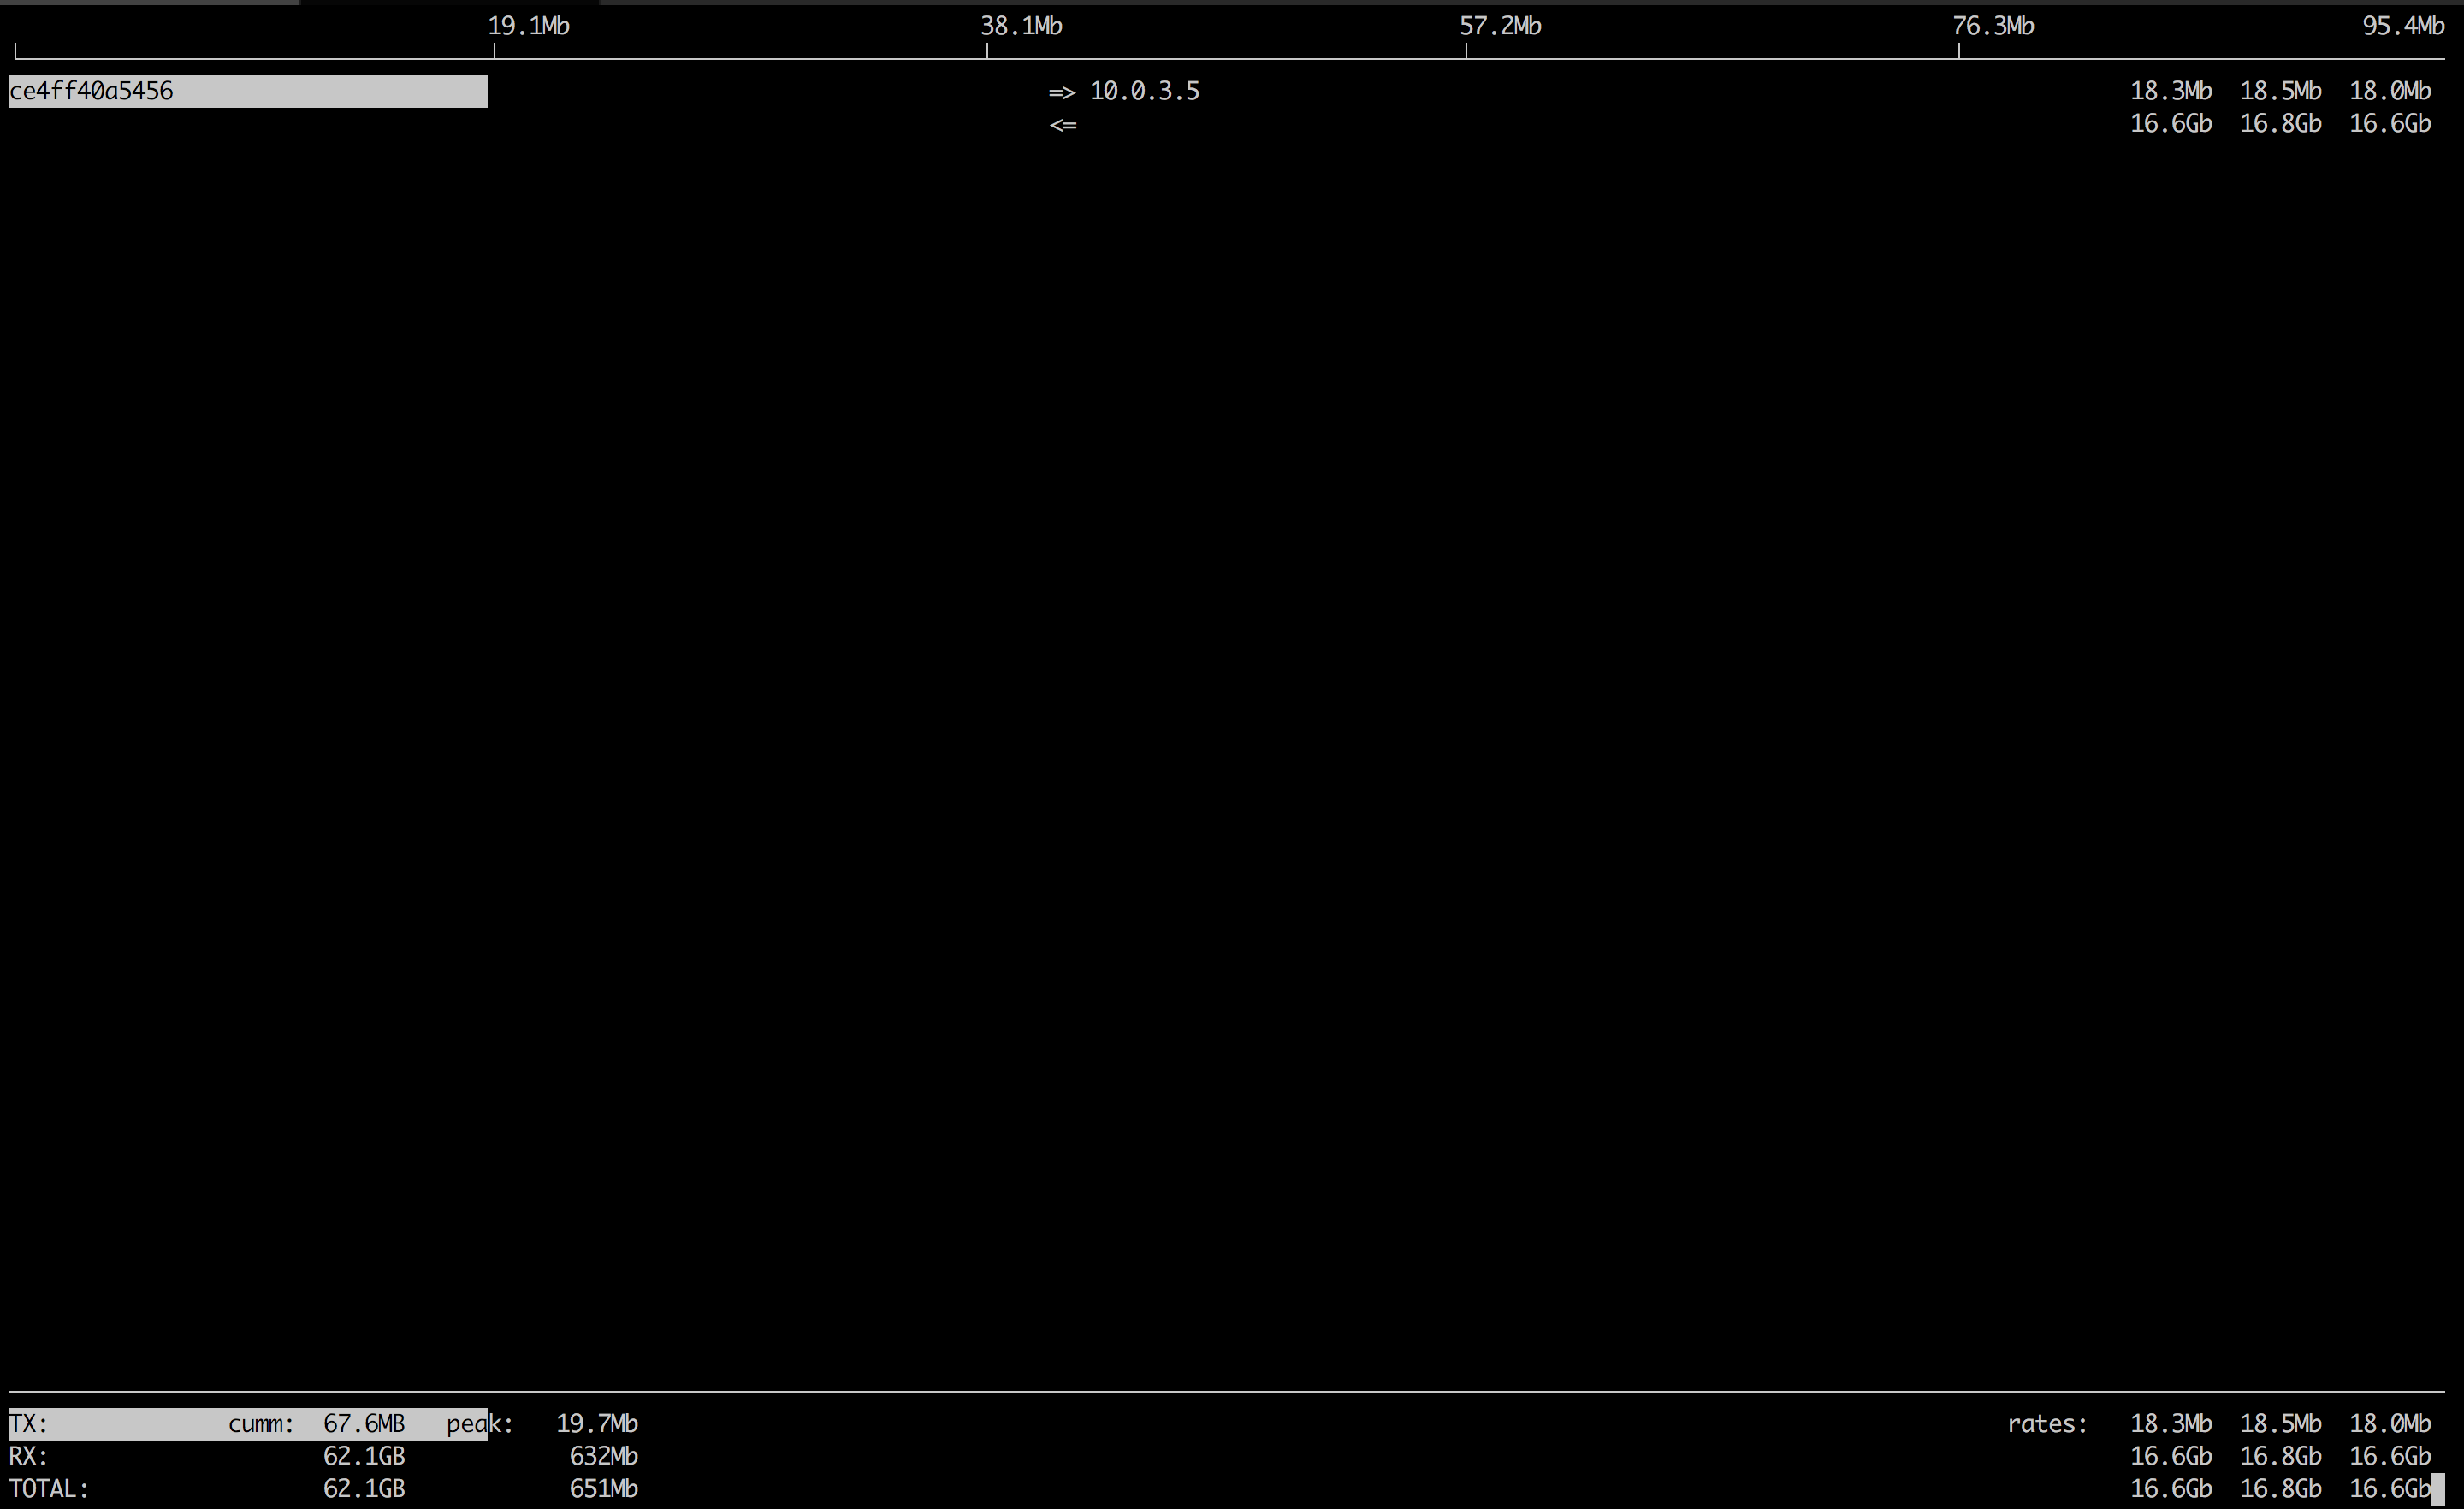 19.1Mb 38.1Mb 57.2Mb 76.3Mb 95.4Mb
ce4ff40a5456 => 10.0.3.5 18.3Mb 18.5Mb 18.0Mb
<= 16.6Gb 16.8Gb 16.6Gb
TX: cumm: 67.6MB peak: 19.7Mb rates: 18.3Mb 18.5Mb 18.0Mb
RX: 62.1GB 632Mb 16.6Gb 16.8Gb 16.6Gb
TOTAL: 62.1GB 651Mb 16.6Gb 16.8Gb 16.6Gb